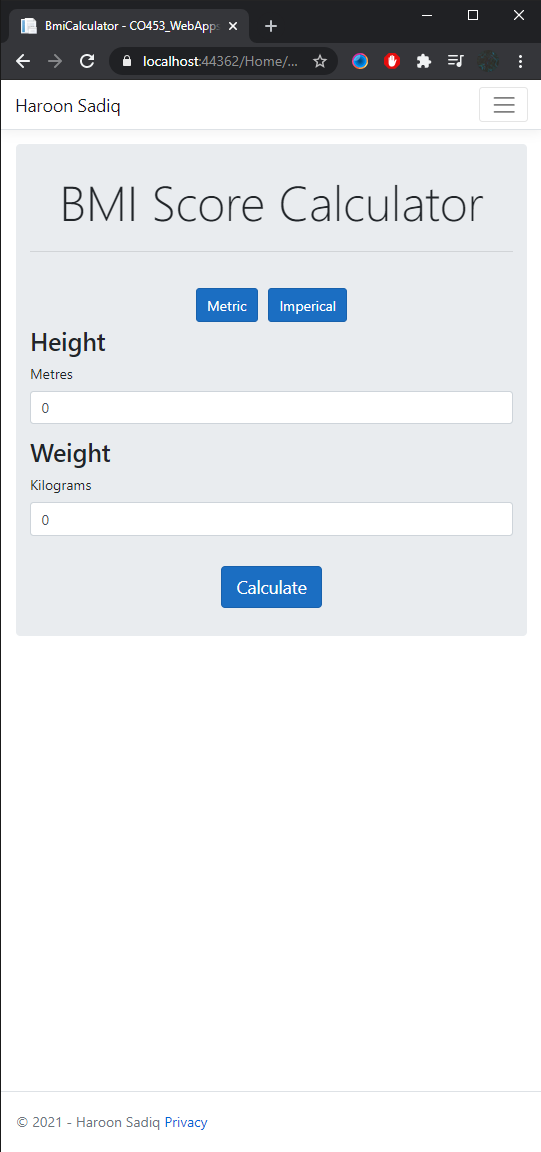 BmiCalculator - CO453_WebApps
localhost:44362/Home/...
Haroon Sadiq
BMI Score Calculator
Metric Imperical
Height
Metres
0
Weight
Kilograms
0
Calculate
© 2021 - Haroon Sadiq Privacy